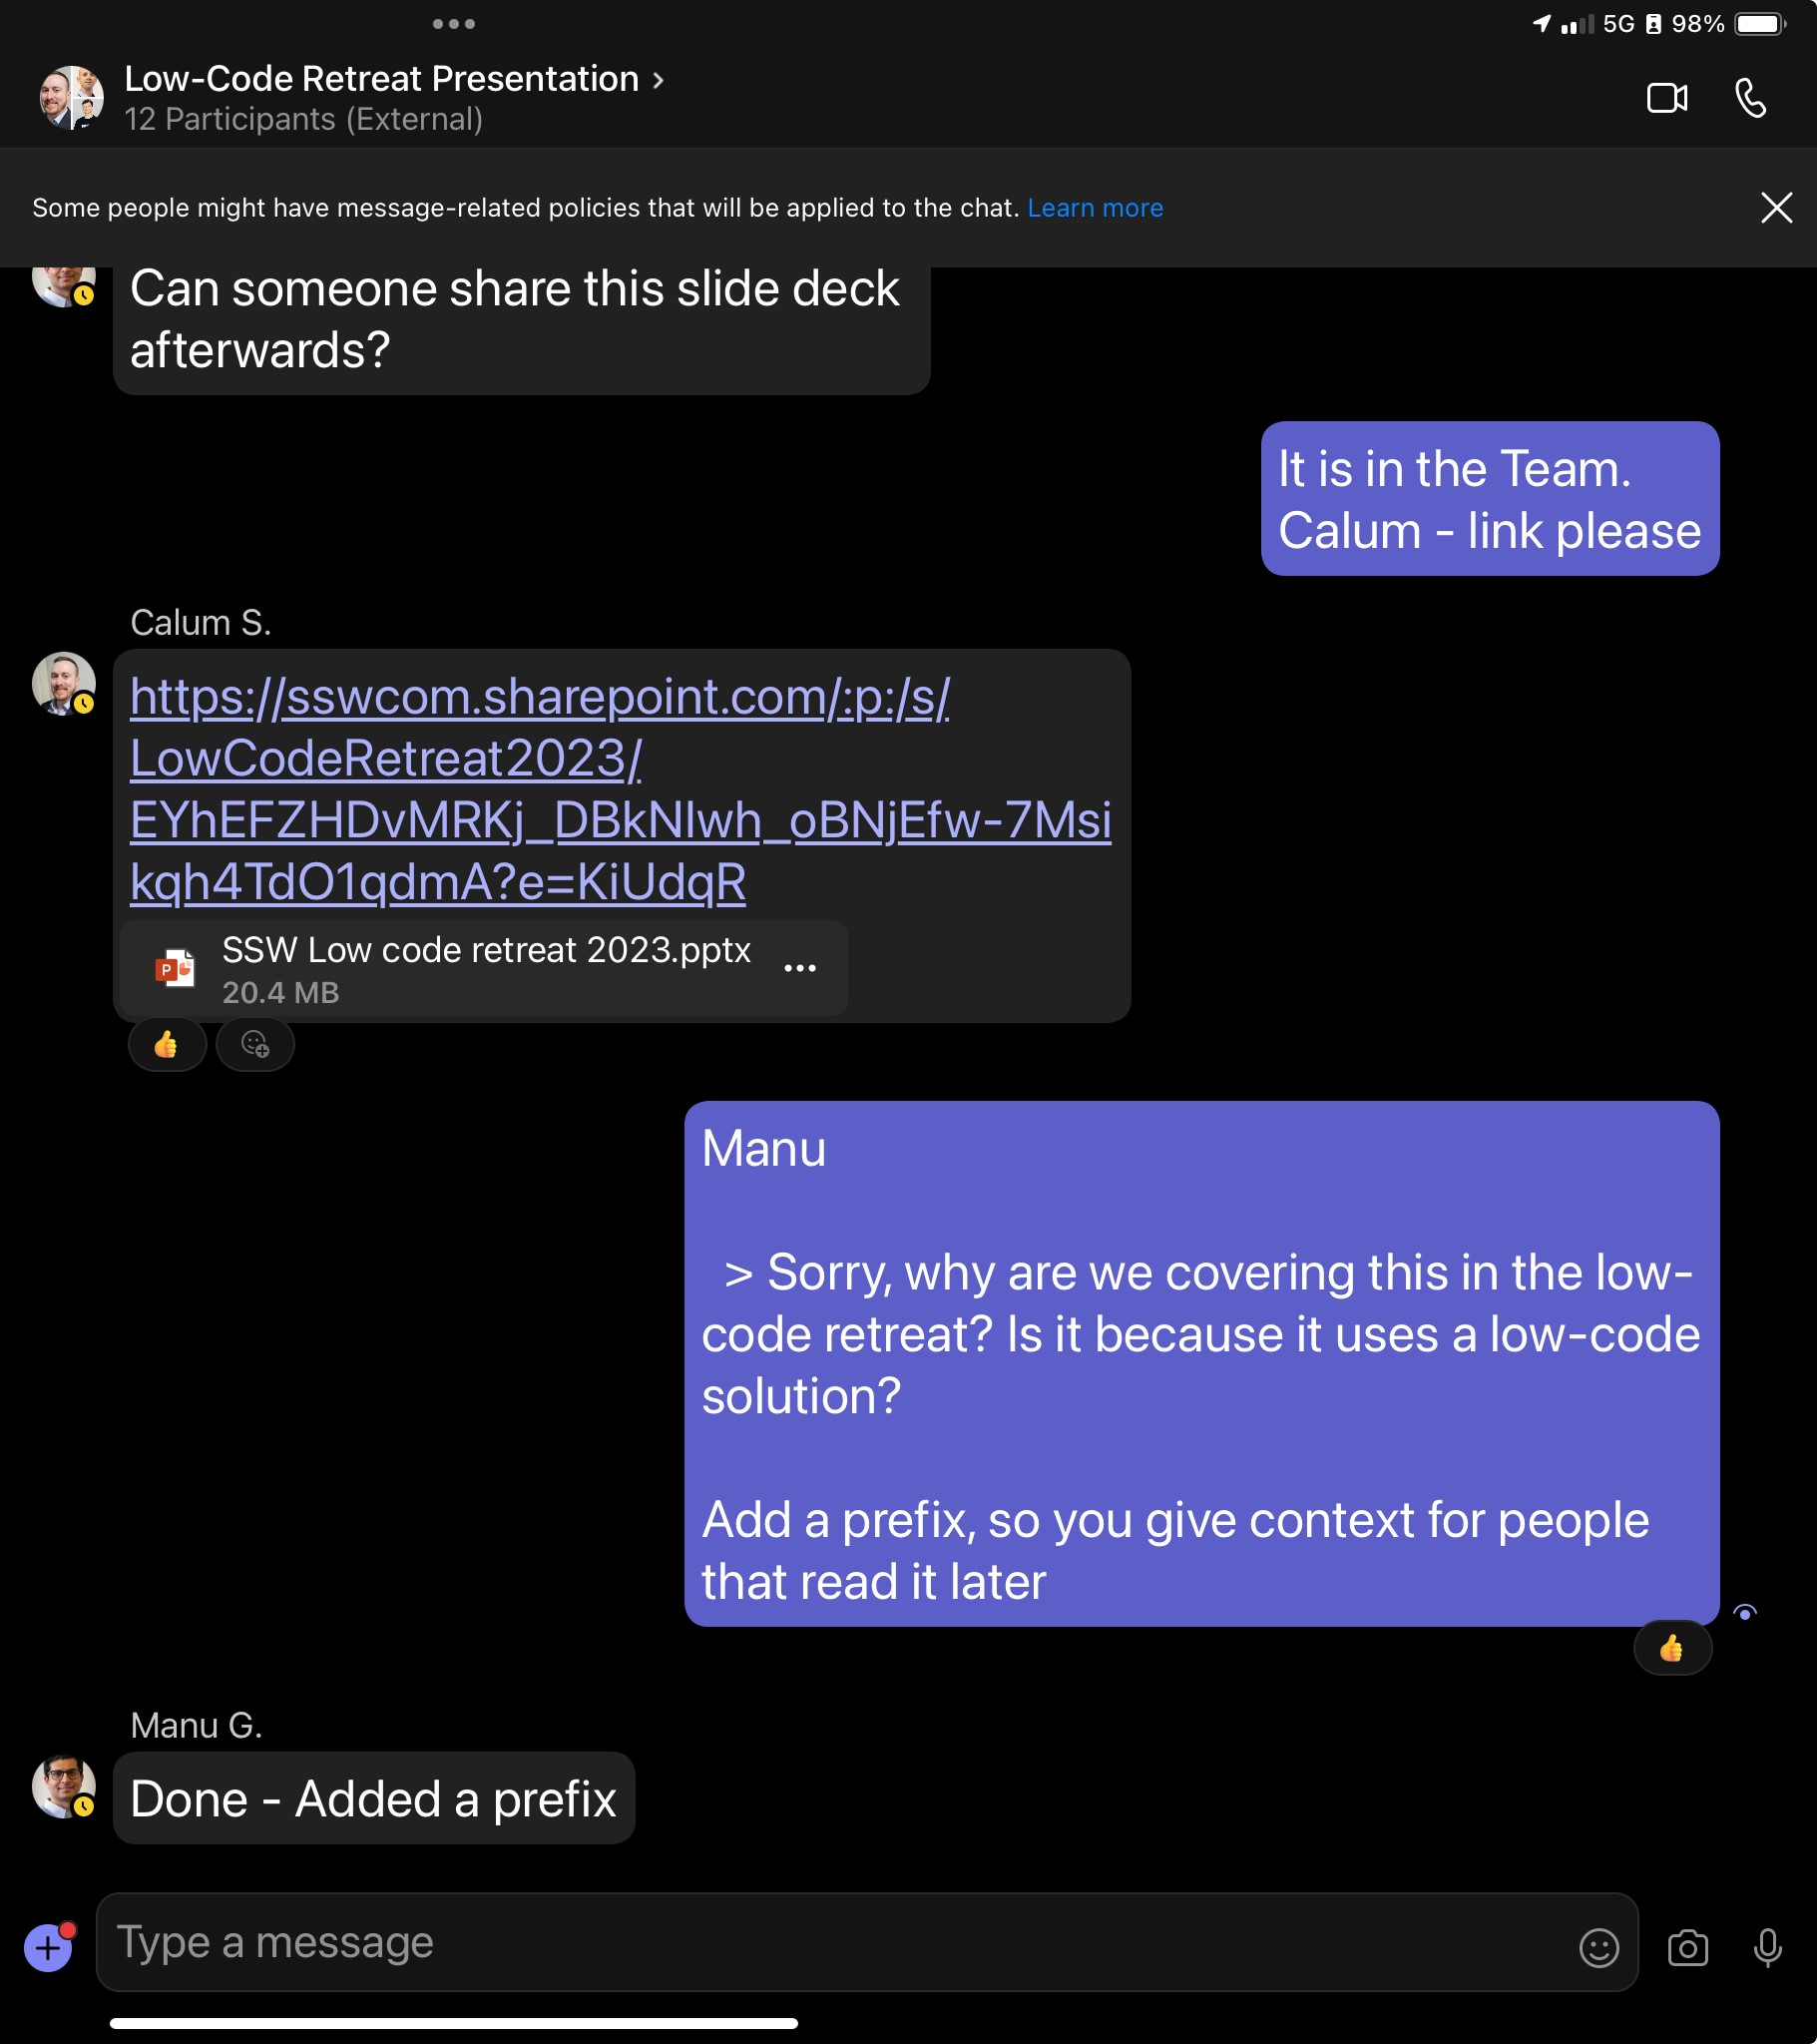 5G 98%
Low-Code Retreat Presentation
12 Participants (External)
Some people might have message-related policies that will be applied to the chat. Learn more
Can someone share this slide deck
afterwards?
It is in the Team.
Calum - link please
Calum S.
https://sswcom.sharepoint.com/:p:/s/
LowCodeRetreat2023/
EYhEFZHDvMRKj_DBkNlwh_oBNjEfw-7Msi
kqh4TdO1qdmA?e=KiUdqR
SSW Low code retreat 2023.pptx
20.4 MB
Manu
> Sorry, why are we covering this in the low-
code retreat? Is it because it uses a low-code
solution?
Add a prefix, so you give context for people
that read it later
Manu G.
Done - Added a prefix
Type a message